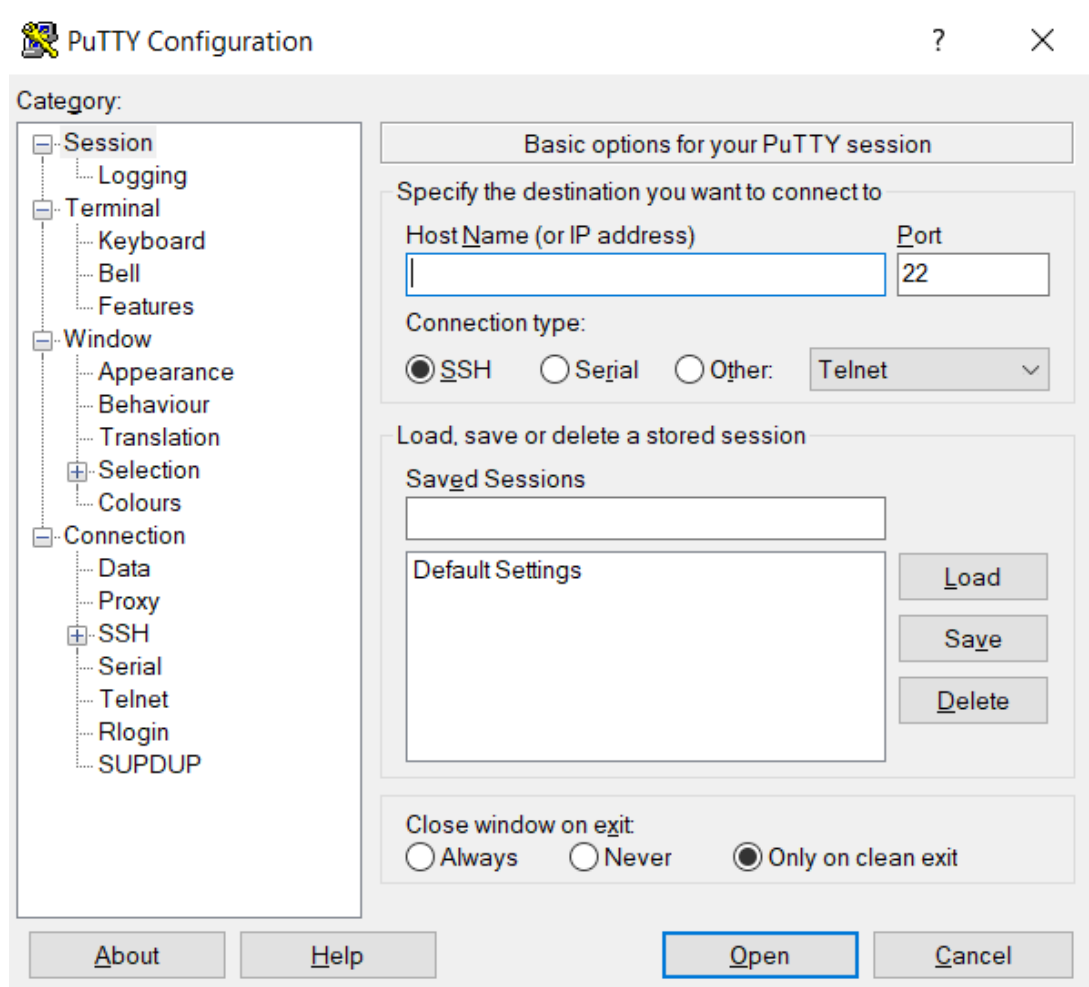 PuTTY Configuration ?
Category:
Session
Logging
Terminal
Keyboard
Bell
Features
Window
Appearance
Behaviour
Translation
Selection
Colours
Connection
Data
Proxy
SSH
Serial
Telnet
Rlogin
SUPDUP
Basic options for your PuTTY session
Specify the destination you want to connect to
Host Name (or IP address) Port
22
Connection type:
SSH Serial Other: Telnet
Load, save or delete a stored session
Saved Sessions
Default Settings
Load
Save
Delete
Close window on exit:
Always Never Only on clean exit
About Help Open Cancel